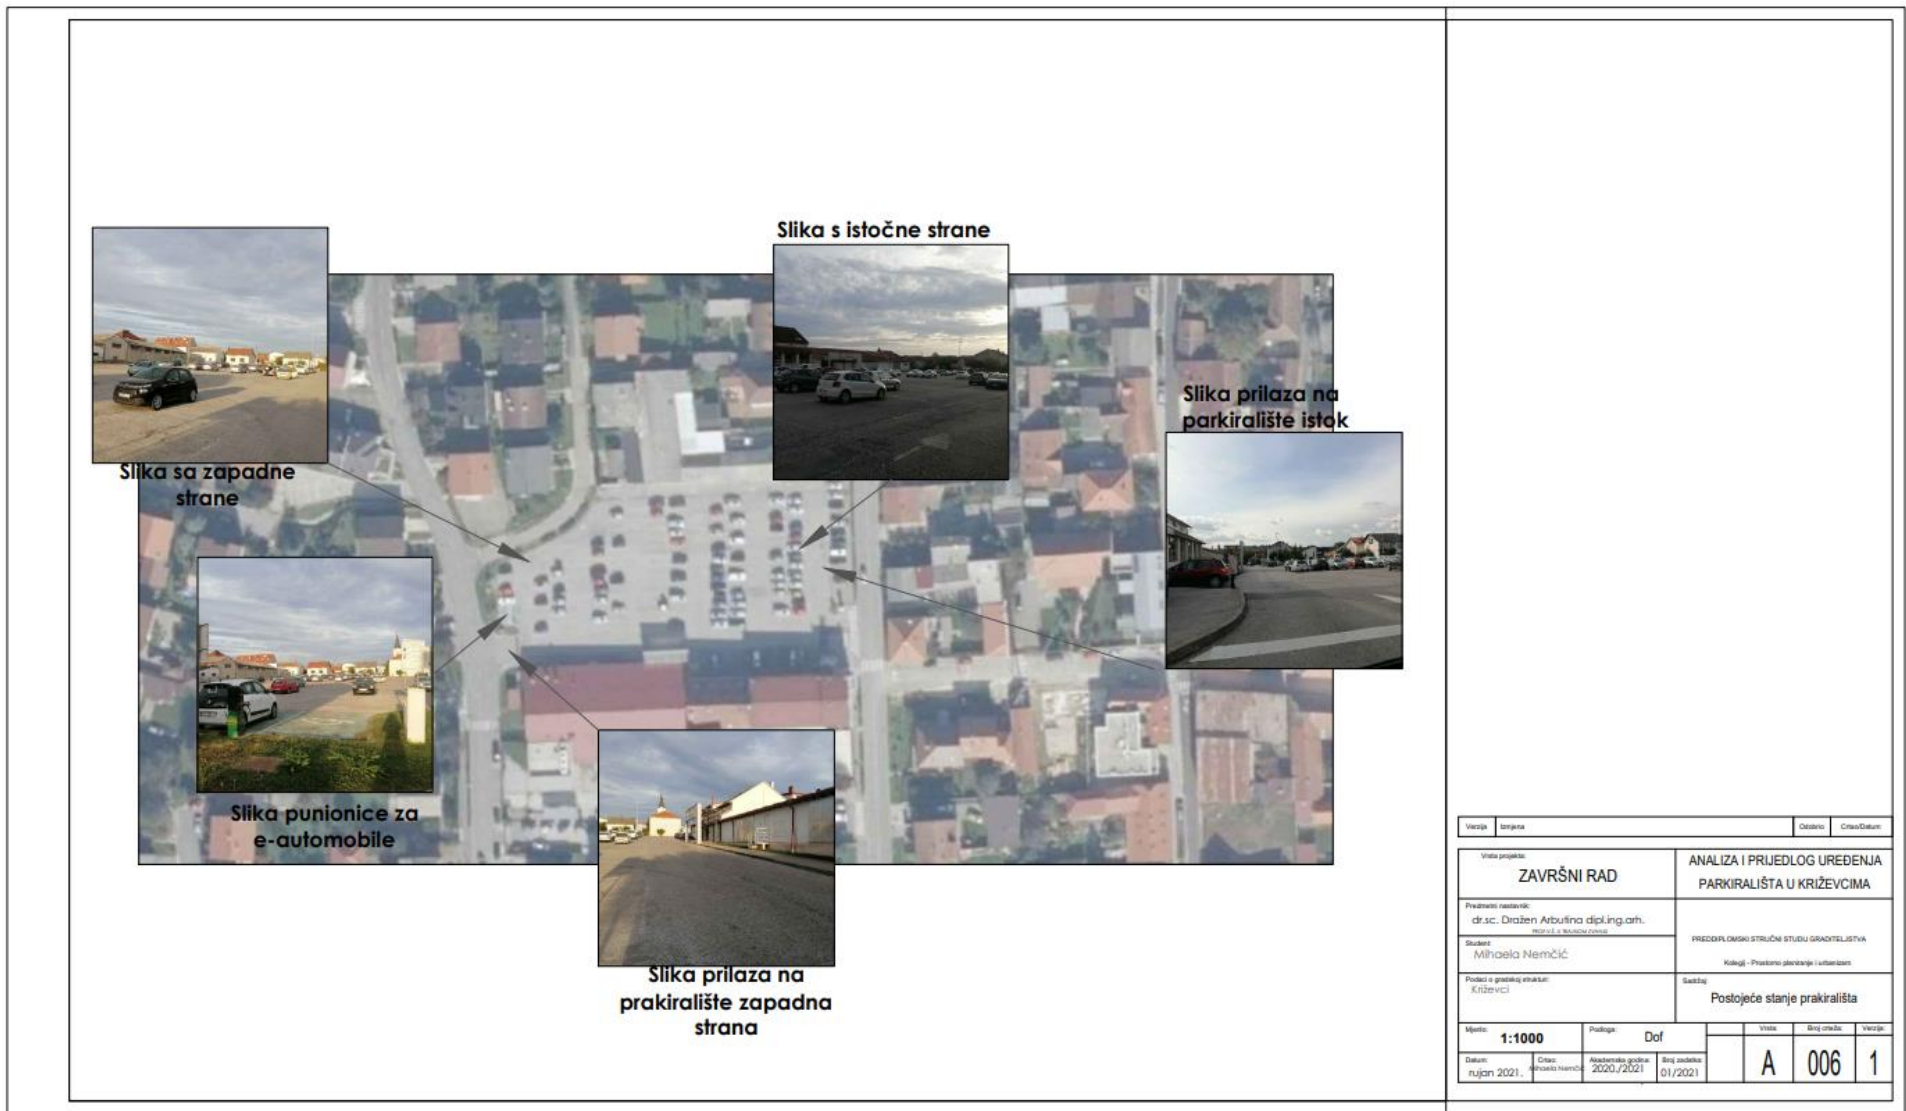 Slika s istočne strane
Slika prilaza na
parkiralište istok
Slika sa zapadne
strane
Slika punionice za
e-automobile
Slika prilaza na
prakiralište zapadna
strana
Verzija
Izmjena
Odobrio
Crtao/Datum
Vrsta projekta:
ZAVRŠNI RAD
ANALIZA I PRIJEDLOG UREĐENJA
PARKIRALIŠTA U KRIŽEVCIMA
Predmetni nastavnik:
dr.sc. Dražen Arbutina dipl.ing.arh.
Student
Mihaela Nemčić
PREDDIPLOMSKI STRUČNI STUDIJ GRADITELJSTVA
Kolegij - Prostorno planiranje i urbanizam
Podaci o gradskoj strukturi:
Križevci
Sadržaj
Postojeće stanje prakirališta
Mjerilo:
1:1000
Podloga:
Dof
Vrsta:
Broj crteža:
Verzija:
A
006
1
Datum:
rujan 2021.
Crtao:
Mihaela Nemčić
Akademska godina:
2020./2021
Broj zadatka:
01/2021